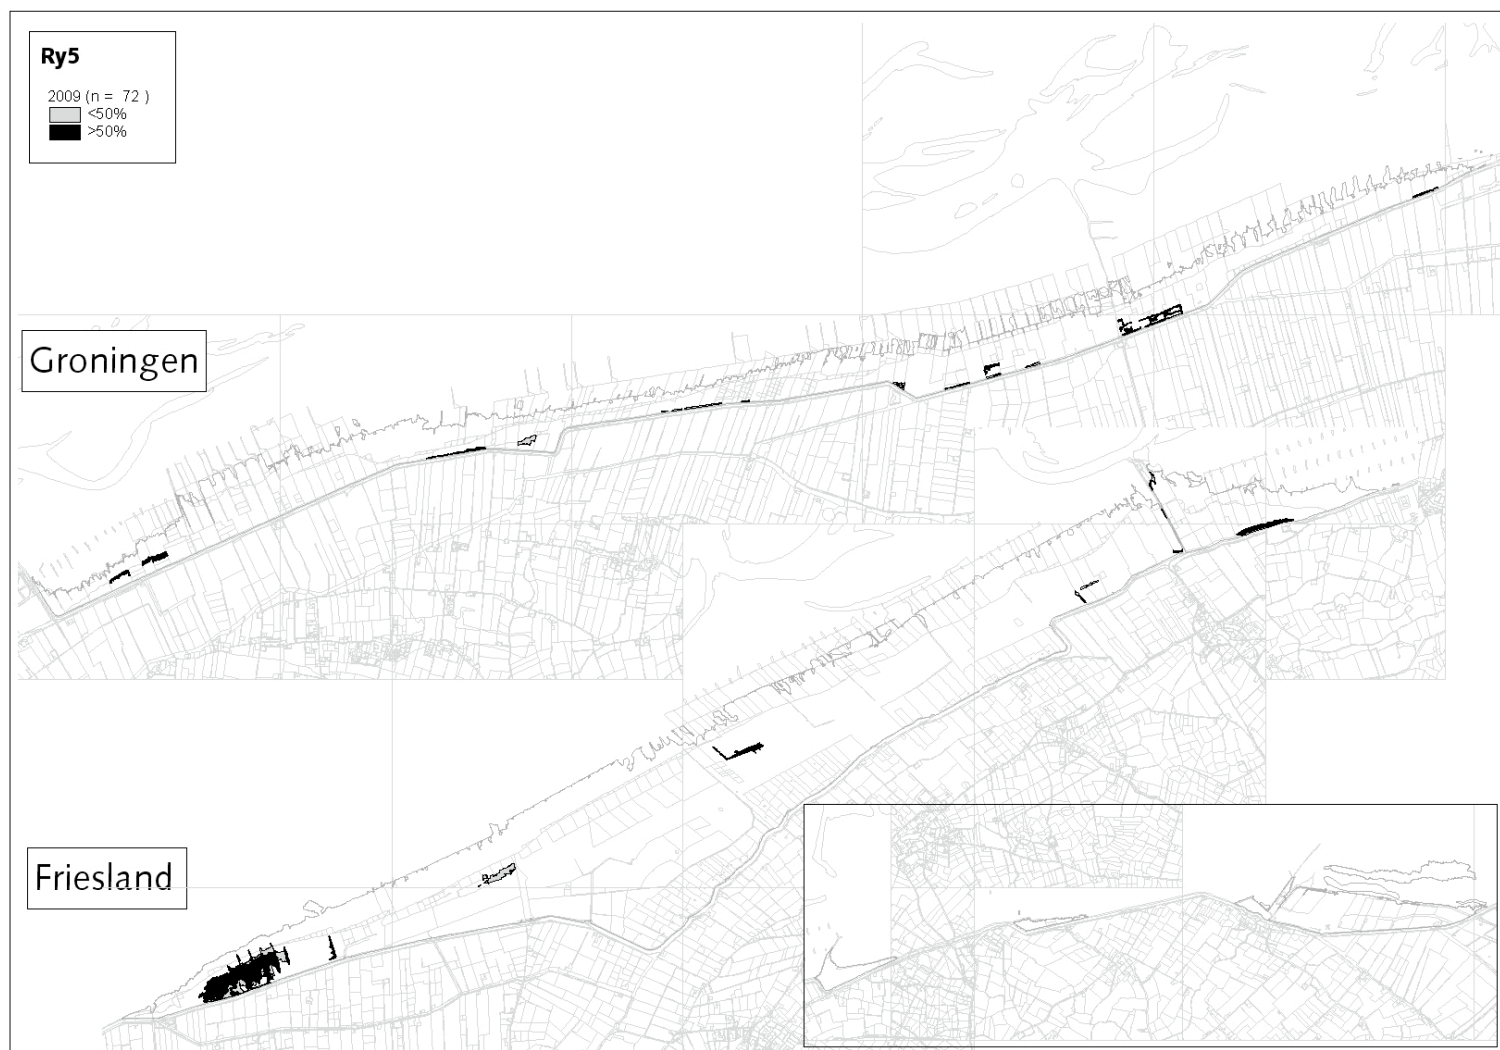 Ry5
2009 (n = 72 )
<50%
>50%
Groningen
Friesland